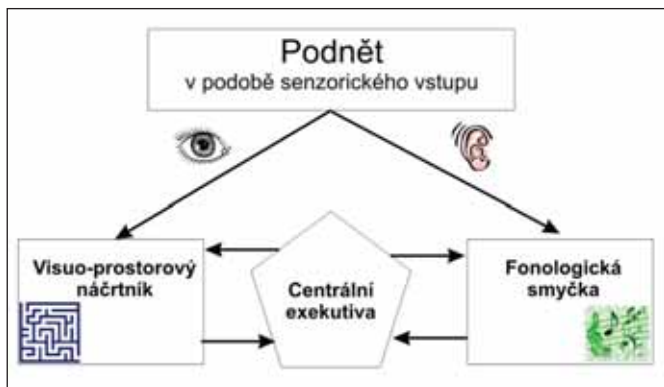 Podnět
v podobě senzorického vstupu
Visuo-prostorový
náčrtník
Centrální
exekutiva
Fonologická
smyčka